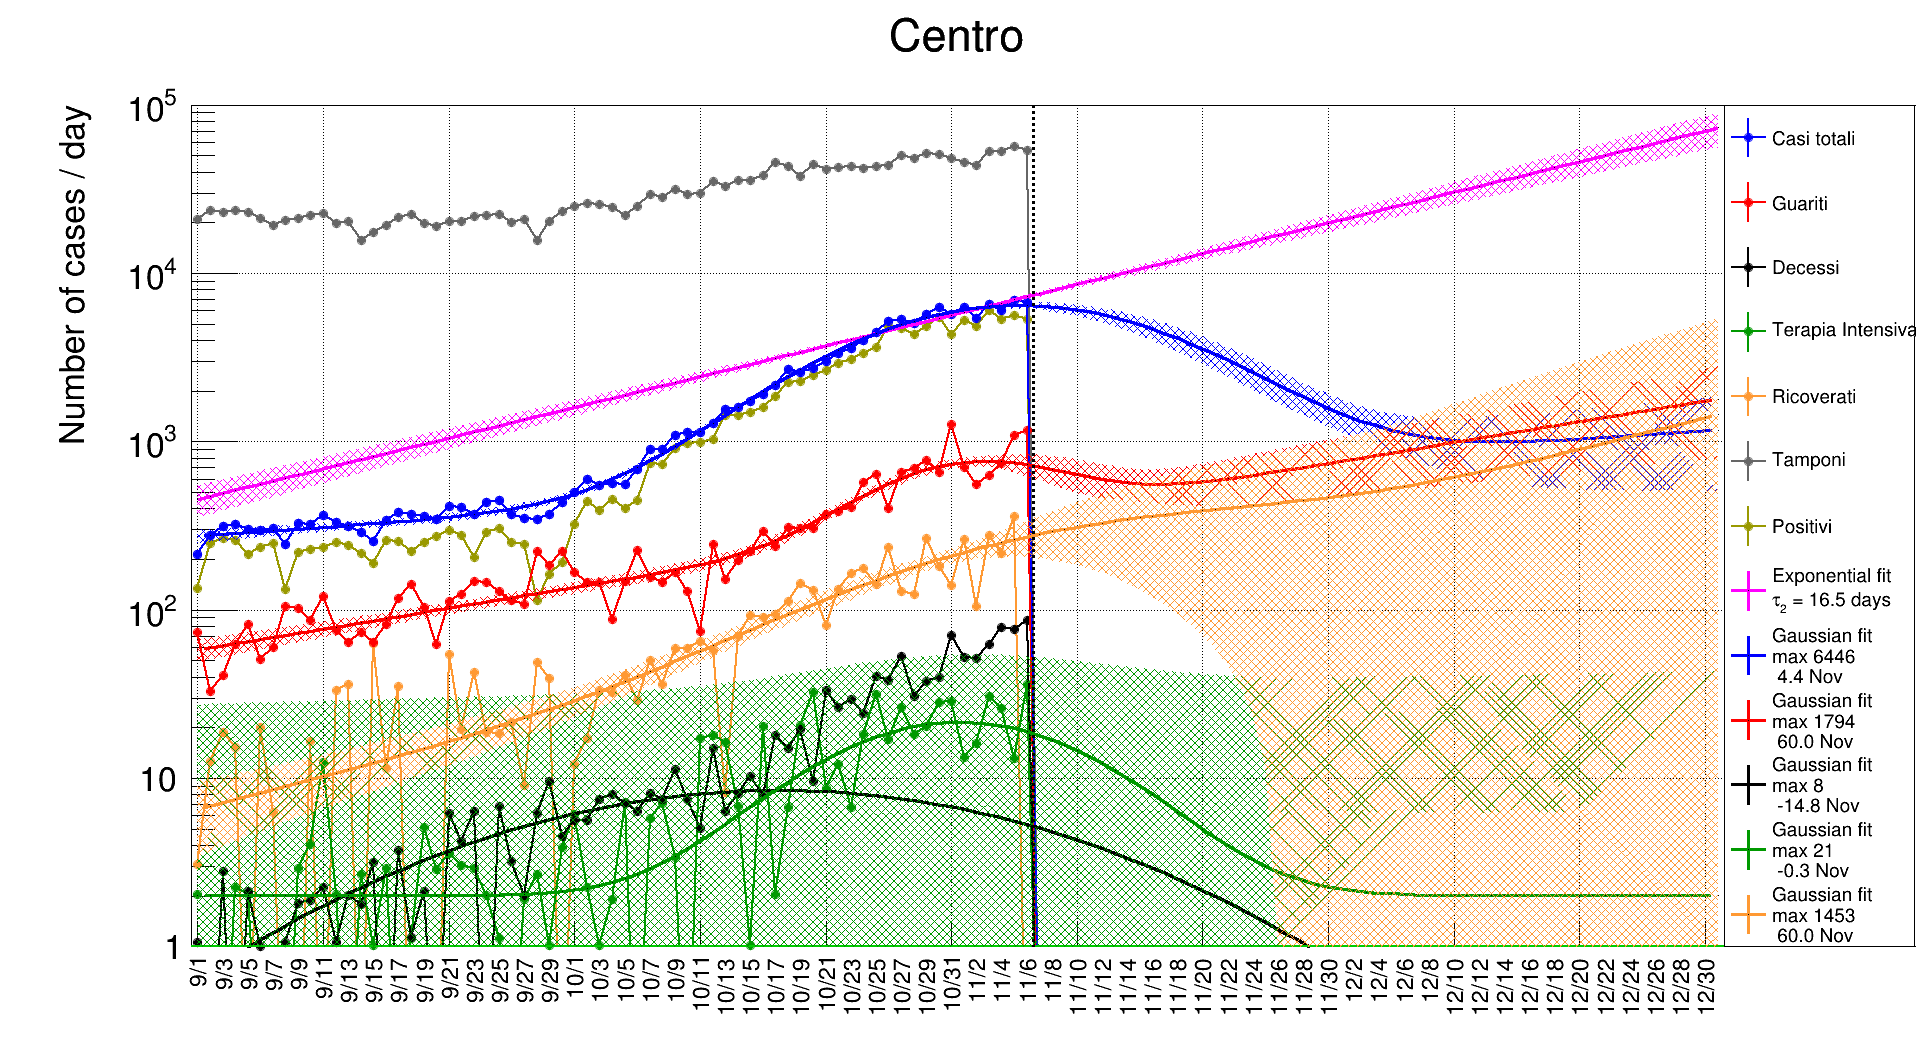 Centro
Number of cases / day
10^5
10^4
10^3
10^2
10
1
9/1
9/3
9/5
9/7
9/9
9/11
9/13
9/15
9/17
9/19
9/21
9/23
9/25
9/27
9/29
10/1
10/3
10/5
10/7
10/9
10/11
10/13
10/15
10/17
10/19
10/21
10/23
10/25
10/27
10/29
10/31
11/2
11/4
11/6
11/8
11/10
11/12
11/14
11/16
11/18
11/20
11/22
11/24
11/26
11/28
11/30
12/2
12/4
12/6
12/8
12/10
12/12
12/14
12/16
12/18
12/20
12/22
12/24
12/26
12/28
12/30
Casi totali
Guariti
Decessi
Terapia Intensiva
Ricoverati
Tamponi
Positivi
Exponential fit
τ₂ = 16.5 days
Gaussian fit
max 6446
4.4 Nov
Gaussian fit
max 1794
60.0 Nov
Gaussian fit
max 8
-14.8 Nov
Gaussian fit
max 21
-0.3 Nov
Gaussian fit
max 1453
60.0 Nov